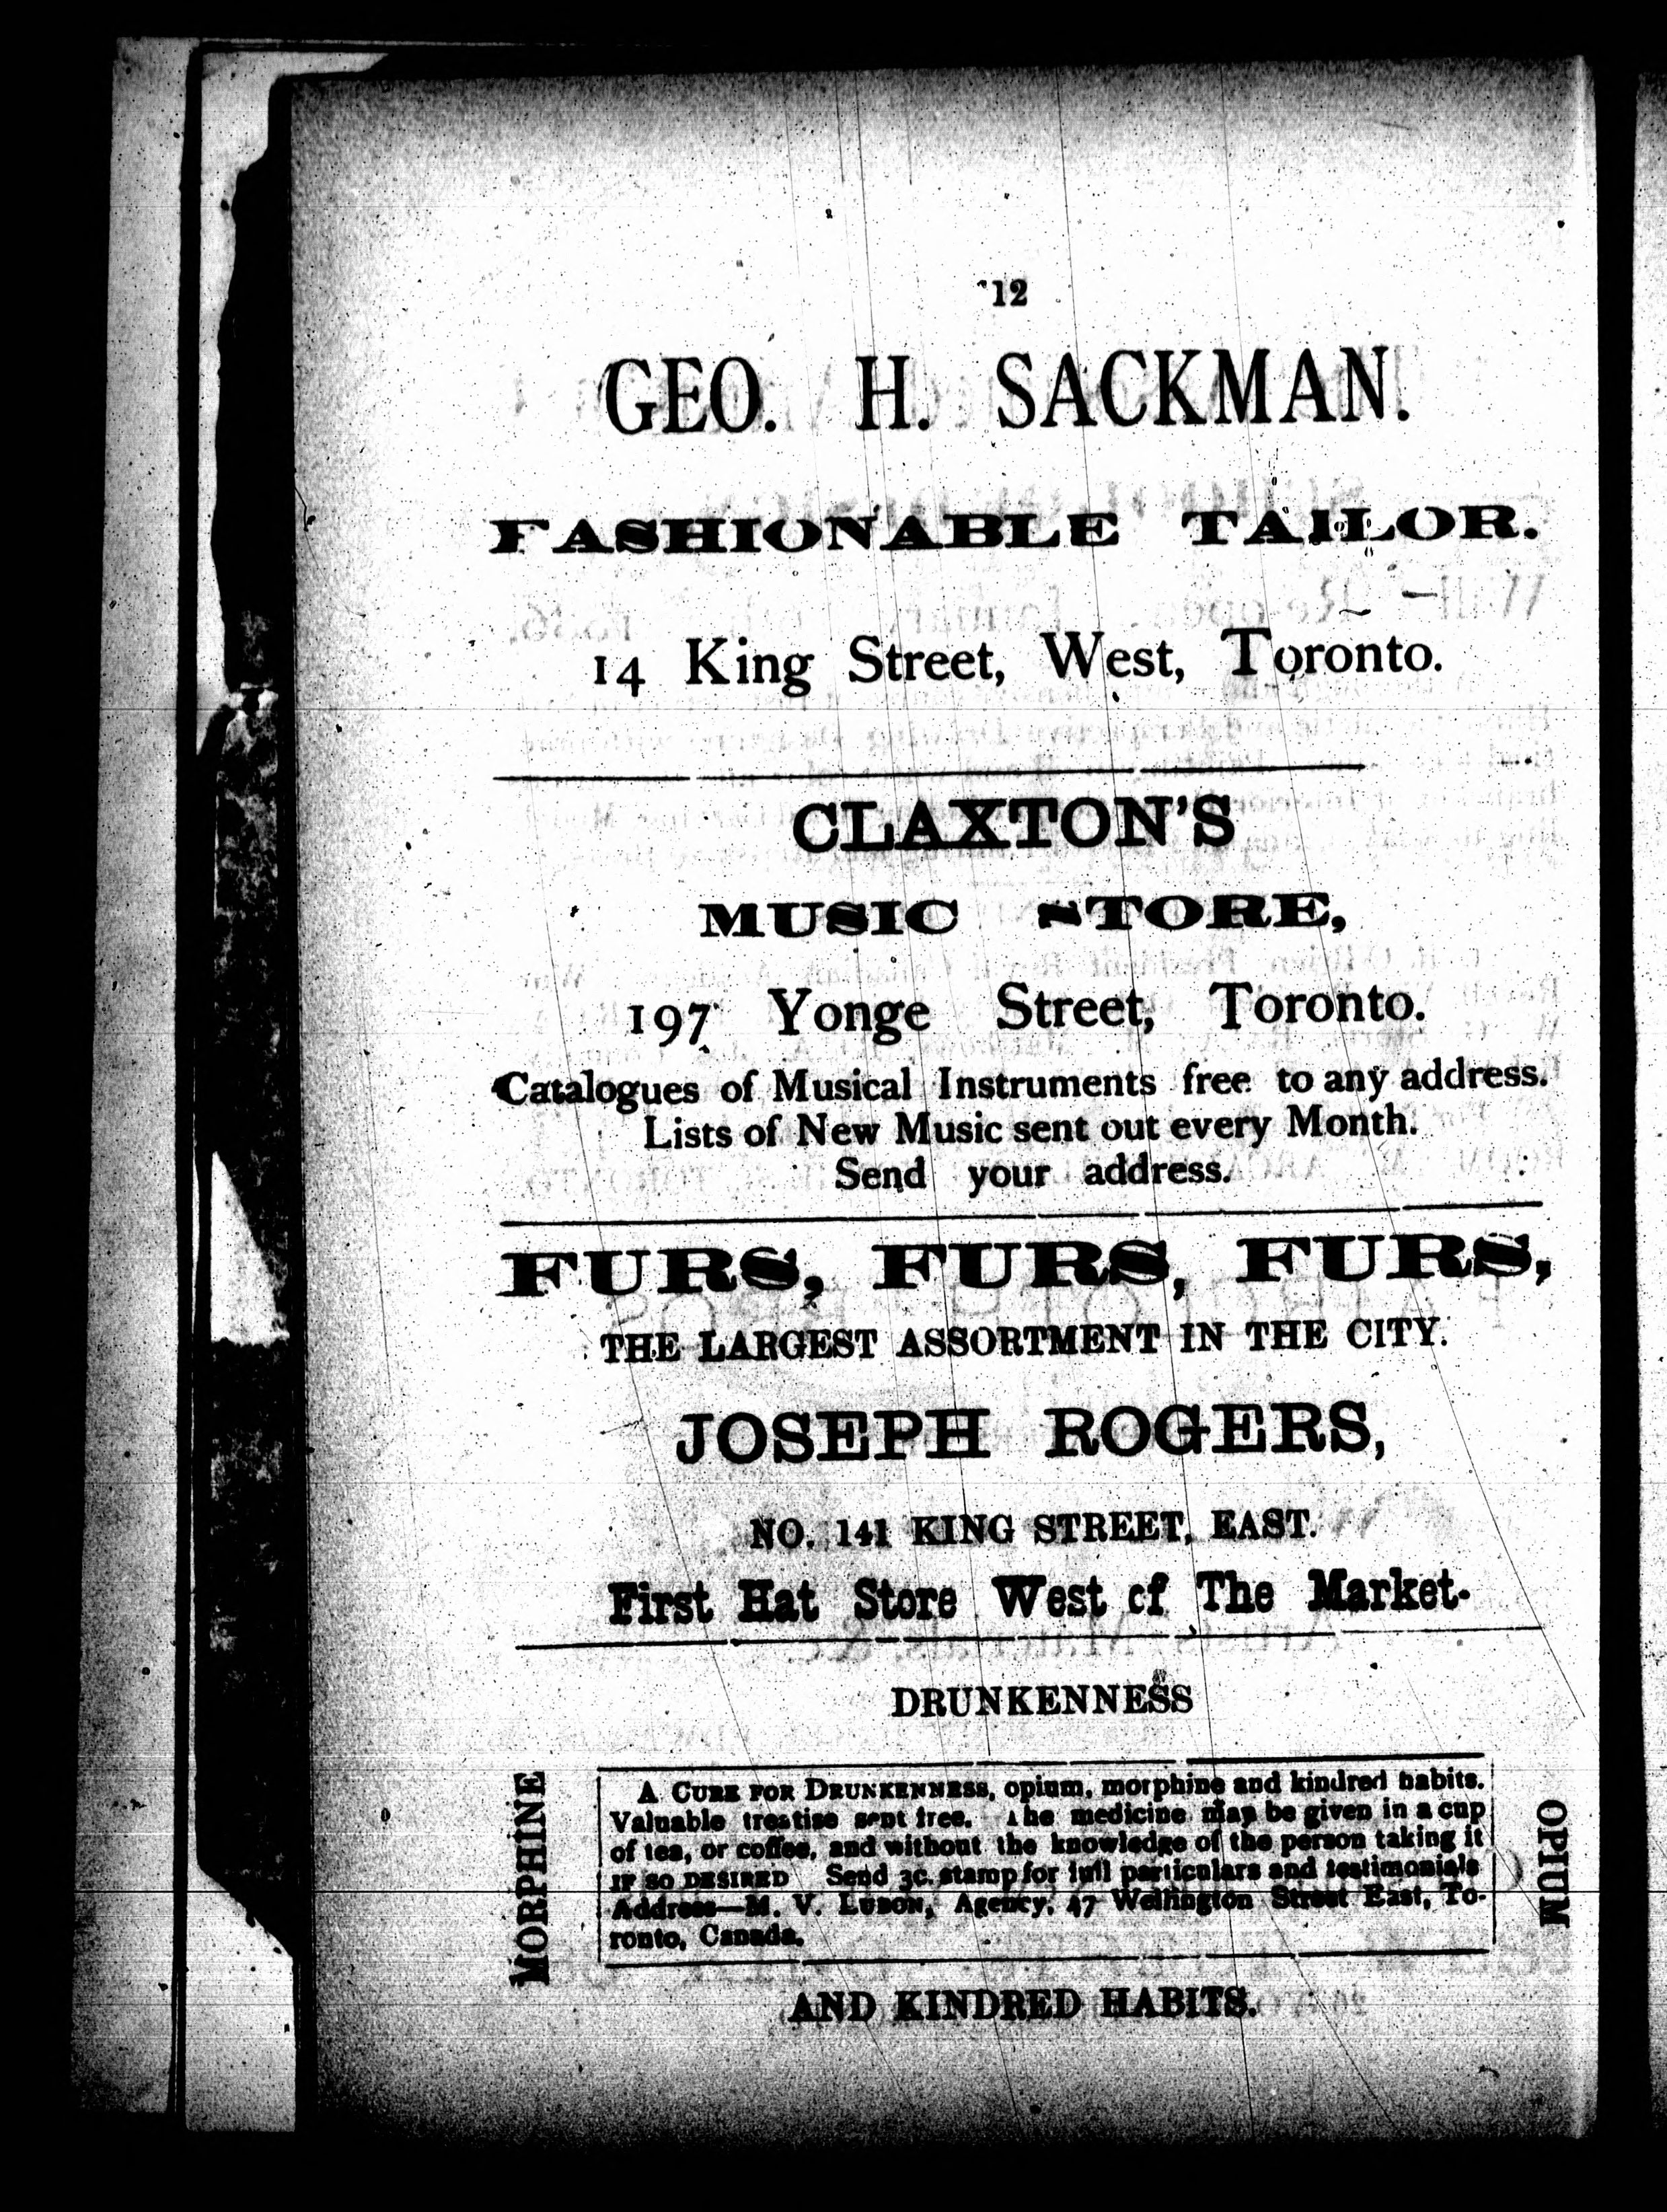 12
GEO. H. SACKMAN.
FASHIONABLE TAILOR.
14 King Street, West, Toronto.
CLAXTON'S
MUSIC STORE,
197 Yonge Street, Toronto.
Catalogues of Musical Instruments free to any address.
Lists of New Music sent out every Month.
Send your address.
FURS, FURS, FURS,
THE LARGEST ASSORTMENT IN THE CITY.
JOSEPH ROGERS,
NO. 141 KING STREET, EAST.
First Hat Store West of The Market.
DRUNKENNESS
MORPHINE
A CURE FOR DRUNKENNESS, opium, morphine and kindred habits.
Valuable treatise sent free. The medicine may be given in a cup
of tea, or coffee, and without the knowledge of the person taking it
IF SO DESIRED Send 3c. stamp for full particulars and testimonials
Address—M. V. LUBON, Agency, 47 Wellington Street East, To-
ronto, Canada.
OPIUM
AND KINDRED HABITS.